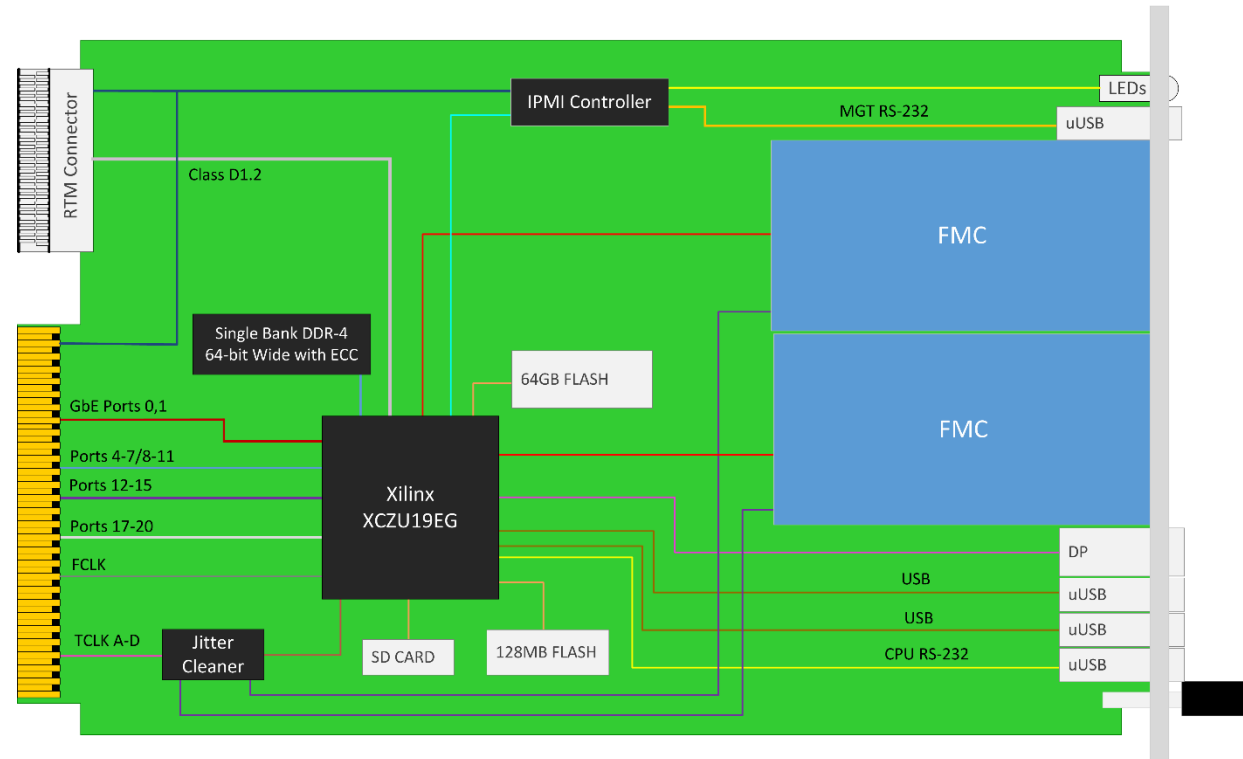 LEDs
IPMI Controller
MGT RS-232
uUSB
RTM Connector
Class D1.2
FMC
Single Bank DDR-4
64-bit Wide with ECC
64GB FLASH
GbE Ports 0,1
FMC
Ports 4-7/8-11
Ports 12-15
Xilinx
XCZU19EG
Ports 17-20
DP
FCLK
USB
uUSB
USB
uUSB
TCLK A-D
Jitter
Cleaner
SD CARD
128MB FLASH
CPU RS-232
uUSB